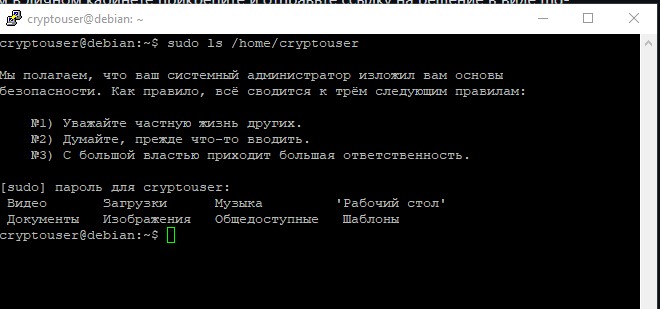 cryptouser@debian: ~
cryptouser@debian:~$ sudo ls /home/cryptouser
Мы полагаем, что ваш системный администратор изложил вам основы
безопасности. Как правило, всё сводится к трём следующим правилам:
№1) Уважайте частную жизнь других.
№2) Думайте, прежде что-то вводить.
№3) С большой властью приходит большая ответственность.
[sudo] пароль для cryptouser:
Видео Загрузки Музыка 'Рабочий стол'
Документы Изображения Общедоступные Шаблоны
cryptouser@debian:~$